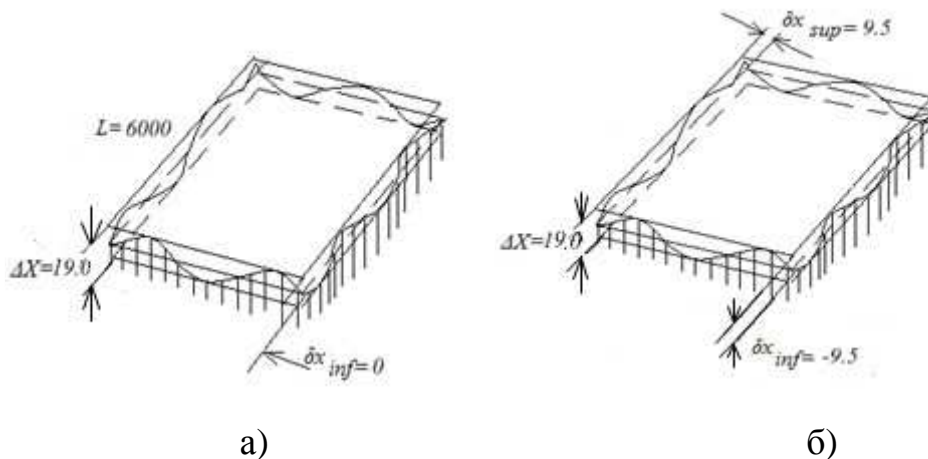 L= 6000
ΔX=19.0
δx inf= 0
а)
δx sup= 9.5
ΔX=19.0
δx inf= -9.5
б)